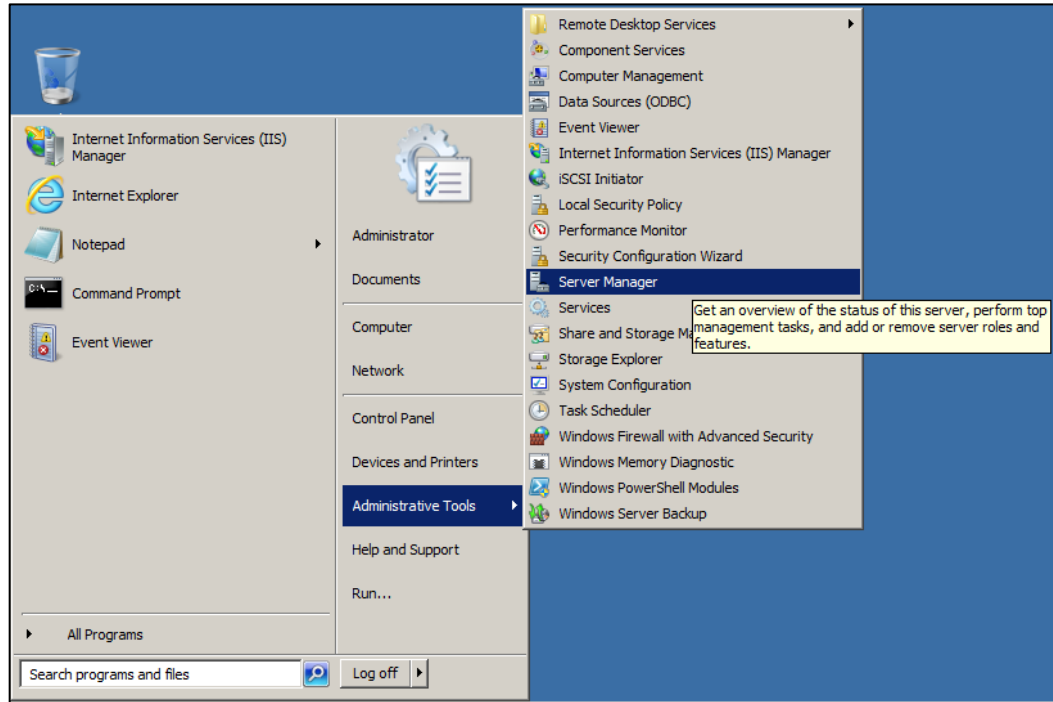 Internet Information Services (IIS)
Manager
Internet Explorer
Notepad
Command Prompt
Event Viewer
All Programs
Search programs and files
Administrator
Documents
Computer
Network
Control Panel
Devices and Printers
Administrative Tools
Help and Support
Run...
Log off
Remote Desktop Services
Component Services
Computer Management
Data Sources (ODBC)
Event Viewer
Internet Information Services (IIS) Manager
iSCSI Initiator
Local Security Policy
Performance Monitor
Security Configuration Wizard
Server Manager
Services
Share and Storage Ma
Get an overview of the status of this server, perform top
management tasks, and add or remove server roles and
features.
Storage Explorer
System Configuration
Task Scheduler
Windows Firewall with Advanced Security
Windows Memory Diagnostic
Windows PowerShell Modules
Windows Server Backup